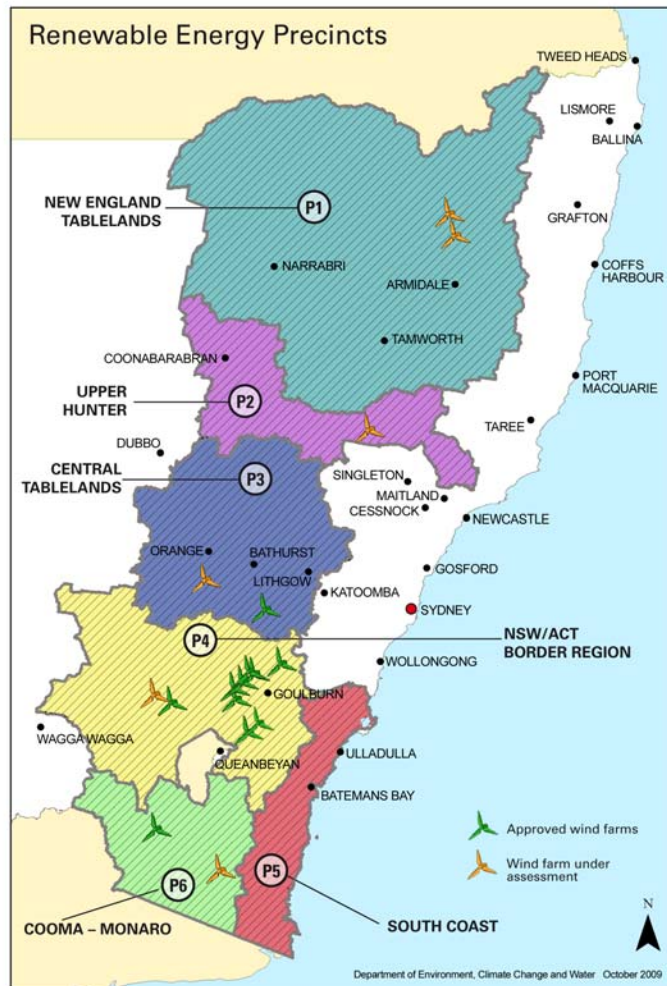 Renewable Energy Precincts
TWEED HEADS
LISMORE
BALLINA
NEW ENGLAND
TABLELANDS
P1
GRAFTON
NARRABRI
COFFS
HARBOUR
ARMIDALE
TAMWORTH
COONABARABRAN
PORT
MACQUARIE
UPPER
HUNTER
P2
TAREE
DUBBO
CENTRAL
TABLELANDS
P3
SINGLETON
MAITLAND
CESSNOCK
NEWCASTLE
ORANGE
BATHURST
LITHGOW
GOSFORD
KATOOMBA
SYDNEY
P4
NSW/ACT
BORDER REGION
WOLLONGONG
GOULBURN
WAGGA WAGGA
QUEANBEYAN
ULLADULLA
BATEMANS BAY
Approved wind farms
Wind farm under
assessment
P5
P6
COOMA – MONARO
SOUTH COAST
N
Department of Environment, Climate Change and Water October 2009